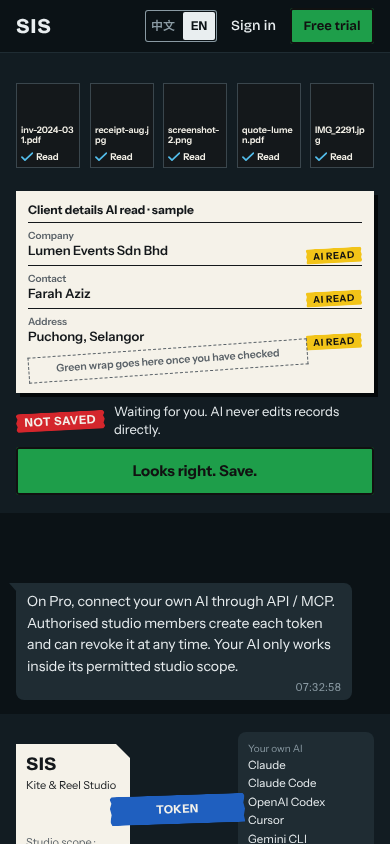 SIS
中文 EN
Sign in
Free trial
inv-2024-03
1.pdf
Read
receipt-aug.j
pg
Read
screenshot-
2.png
Read
quote-lume
n.pdf
Read
IMG_2291.jp
g
Read
Client details AI read · sample
Company
Lumen Events Sdn Bhd
AI READ
Contact
Farah Aziz
AI READ
Address
Puchong, Selangor
AI READ
Green wrap goes here once you have checked
NOT SAVED
Waiting for you. AI never edits records
directly.
Looks right. Save.
On Pro, connect your own AI through API / MCP.
Authorised studio members create each token
and can revoke it at any time. Your AI only works
inside its permitted studio scope.
07:32:58
SIS
Kite & Reel Studio
Studio scope:
TOKEN
Your own AI
Claude
Claude Code
OpenAI Codex
Cursor
Gemini CLI